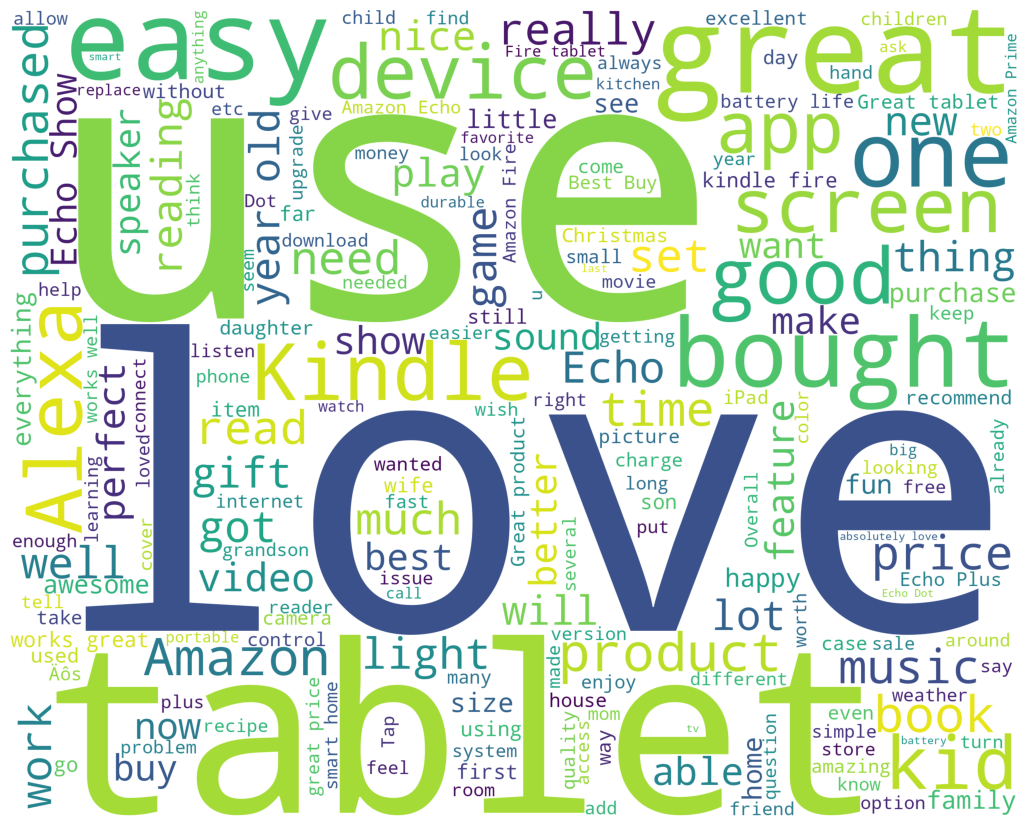 allow
smart
easy
anything
child
find
nice
really
Fire tablet
great
excellent
children
ask
purchased
replace
without
etc
give
Amazon Echo
favorite
device
always
kitchen
see
day
hand
battery life
Great tablet
two
Amazon Prime
Echo Show
speaker
reading
think
year old
upgrade
Dot
use
money
look
little
play
durable
come
Best Buy
app
new
year
kindle fire
one
far
download
seem
need
needed
game
still
Amazon Fire
u
Christmas
small
last
movie
set
screen
want
good
thing
purchase
keep
help
everything
Alexa
works well
daughter
listen
show
easier
sound
getting
make
bought
phone
Kindle
Echo
learning
perfect
loved
connect
item
read
watch
wish
right
time
iPad
color
recommend
love
gift
internet
wanted
wife
fast
much
Great product
better
several
picture
charge
long
son
put
Overall
feature
big
looking
fun
free
already
enough
cover
got
grandson
best
issue
call
absolutely love
price
well
awesome
video
happy
Echo Plus
Echo Dot
tell
take
reader
camera
will
lot
worth
works great
portable
control
version
case
sale
around
used
Äôs
Amazon
light
product
made
different
music
say
tablet
plus
many
size
enjoy
house
weather
work
now
recipe
great price
smart home
Tap
using
mom
even
book
simple
problem
system
quality
access
way
tv
able
home
question
store
battery
turn
go
buy
feel
first
room
amazing
know
kid
add
friend
option
family